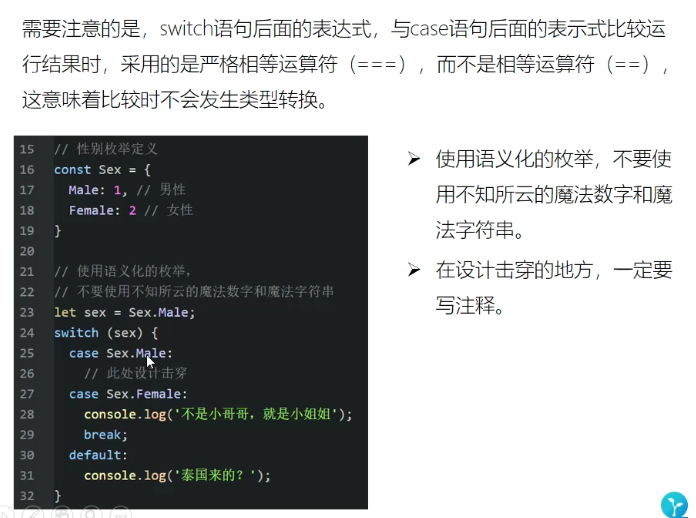 需要注意的是，switch语句后面的表达式，与case语句后面的表示式比较运
行结果时，采用的是严格相等运算符（===），而不是相等运算符（==），
这意味着比较时不会发生类型转换。
15 // 性别枚举定义
16 const Sex = {
17   Male: 1, // 男性
18   Female: 2 // 女性
19 }
20
21 // 使用语义化的枚举，
22 // 不要使用不知所云的魔法数字和魔法字符串
23 let sex = Sex.Male;
24 switch (sex) {
25   case Sex.Male:
26     // 此处设计击穿
27   case Sex.Female:
28     console.log('不是小哥哥，就是小姐姐');
29     break;
30   default:
31     console.log('泰国来的？');
32 }
➢ 使用语义化的枚举，不要使
用不知所云的魔法数字和魔
法字符串。
➢ 在设计击穿的地方，一定要
写注释。